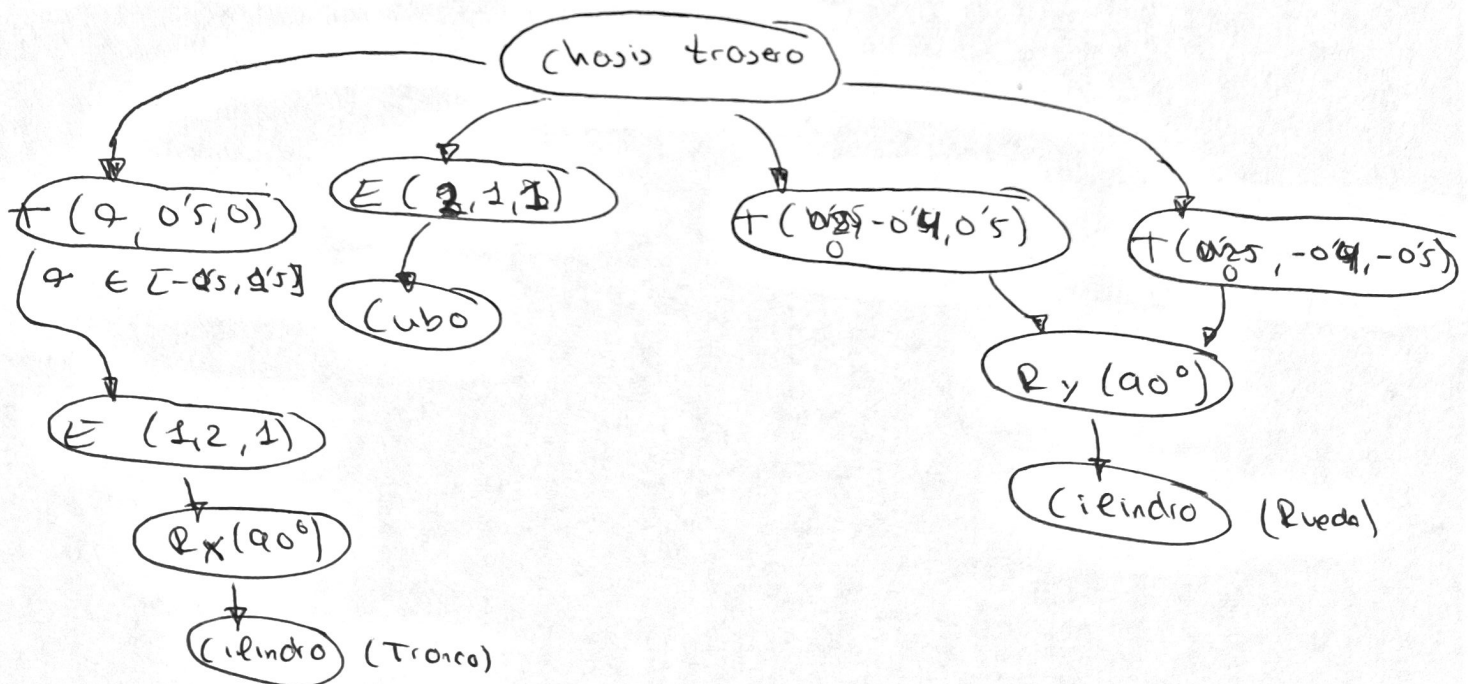 Chasis trasero
T (a, 0'5, 0)
a ∈ [-0'5, 0'5]
E (2, 1, 1)
Cubo
T ( -0'4, 0'5)
0
T ( , -0'4, -0'5)
0
Ry (90°)
Cilindro (Rueda)
E (1, 2, 1)
Rx (90°)
Cilindro (Tronco)